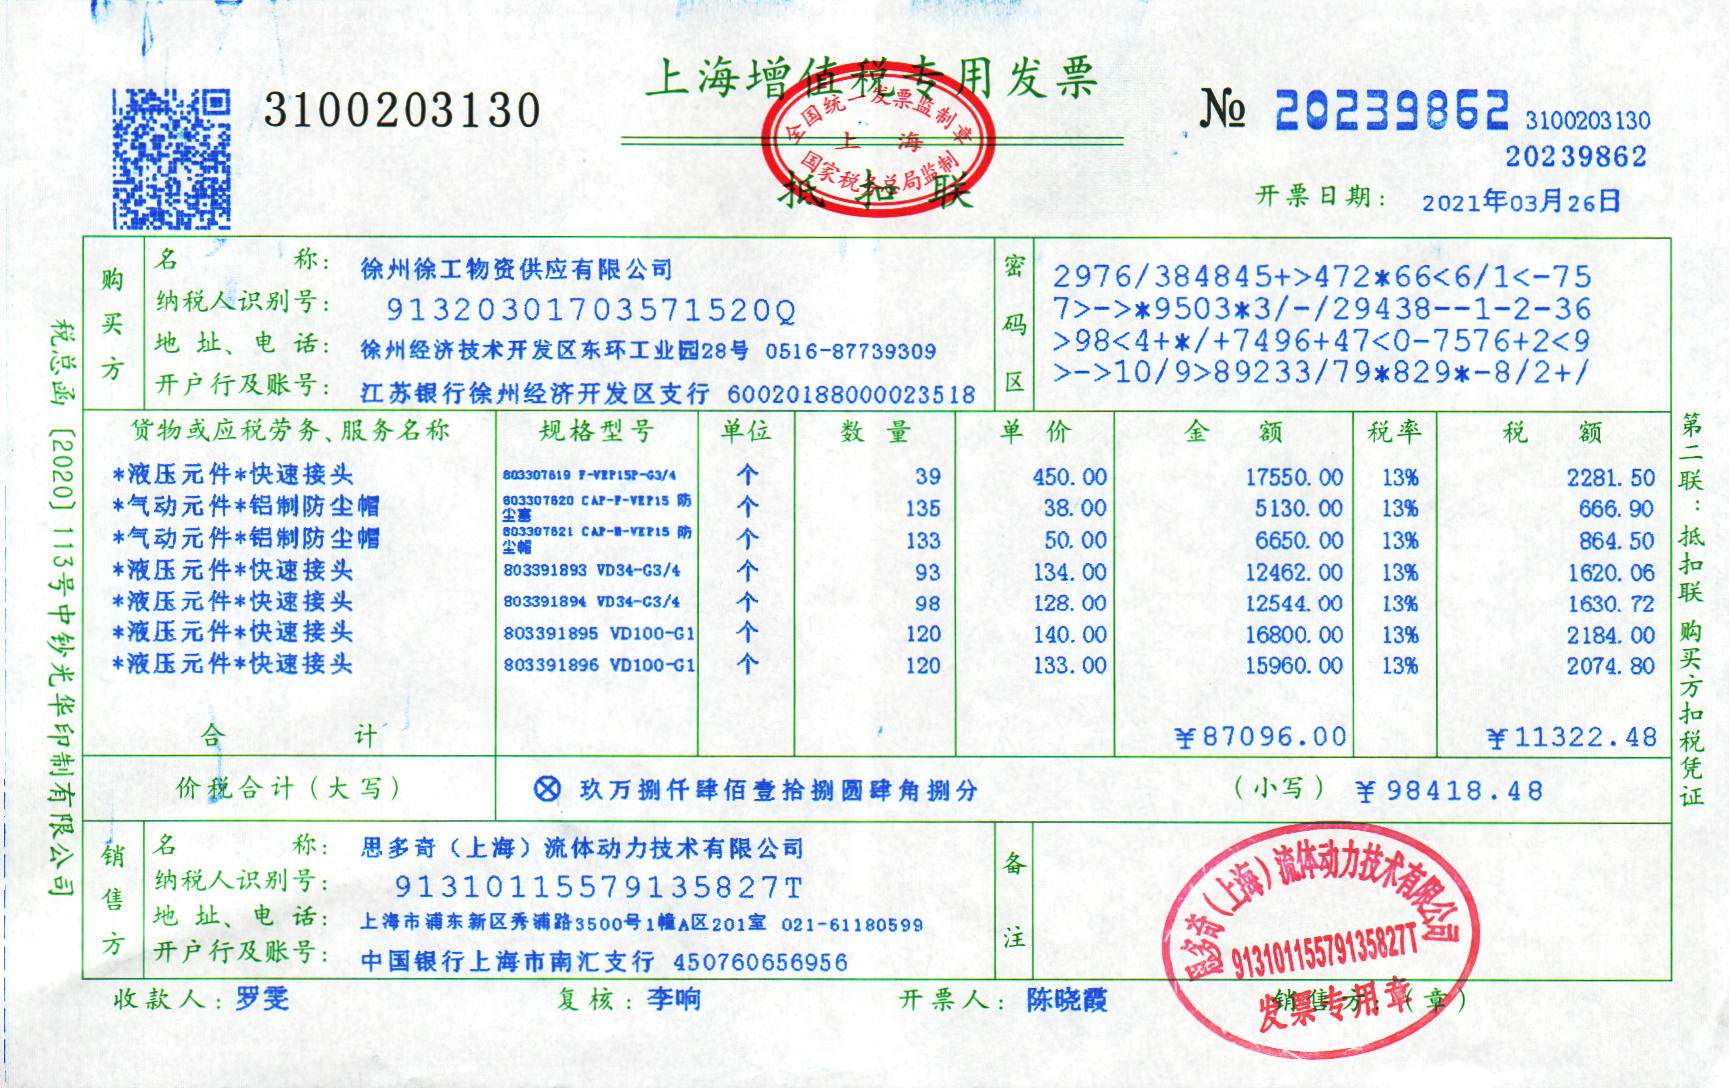 上海增值税专用发票
3100203130
№ 20239862
3100203130
20239862
全国统一发票监制章
上海
国家税务总局监制
抵扣联
开票日期： 2021年03月26日
购买方
名称： 徐州徐工物资供应有限公司
纳税人识别号： 91320301703571520Q
地址、电话： 徐州经济技术开发区东环工业园28号 0516-87739309
开户行及账号： 江苏银行徐州经济开发区支行 60020188000023518
密码区
2976/384845+>472*66<6/1<-75
7>->*9503*3/-/29438--1-2-36
>98<4+*/+7496+47<0-7576+2<9
>->10/9>89233/79*829*-8/2+/
货物或应税劳务、服务名称 规格型号 单位 数量 单价 金额 税率 税额
*液压元件*快速接头 803307619 F-VEP15P-G3/4 个 39 450.00 17550.00 13% 2281.50
*气动元件*铝制防尘帽 803307620 CAP-F-VEP15 防尘塞 个 135 38.00 5130.00 13% 666.90
*气动元件*铝制防尘帽 803307621 CAP-M-VEP15 防尘帽 个 133 50.00 6650.00 13% 864.50
*液压元件*快速接头 803391893 VD34-G3/4 个 93 134.00 12462.00 13% 1620.06
*液压元件*快速接头 803391894 VD34-G3/4 个 98 128.00 12544.00 13% 1630.72
*液压元件*快速接头 803391895 VD100-G1 个 120 140.00 16800.00 13% 2184.00
*液压元件*快速接头 803391896 VD100-G1 个 120 133.00 15960.00 13% 2074.80
合计 ￥87096.00 ￥11322.48
价税合计（大写） ⊗ 玖万捌仟肆佰壹拾捌圆肆角捌分 （小写） ￥98418.48
销售方
名称： 思多奇（上海）流体动力技术有限公司
纳税人识别号： 91310115579135827T
地址、电话： 上海市浦东新区秀浦路3500号1幢A区201室 021-61180599
开户行及账号： 中国银行上海市南汇支行 450760656956
备注
思多奇（上海）流体动力技术有限公司
91310115579135827T
发票专用章
收款人：罗雯 复核：李响 开票人：陈晓霞 销售方：（章）
税总函〔2020〕113号中钞光华印制有限公司
第二联：抵扣联 购买方扣税凭证